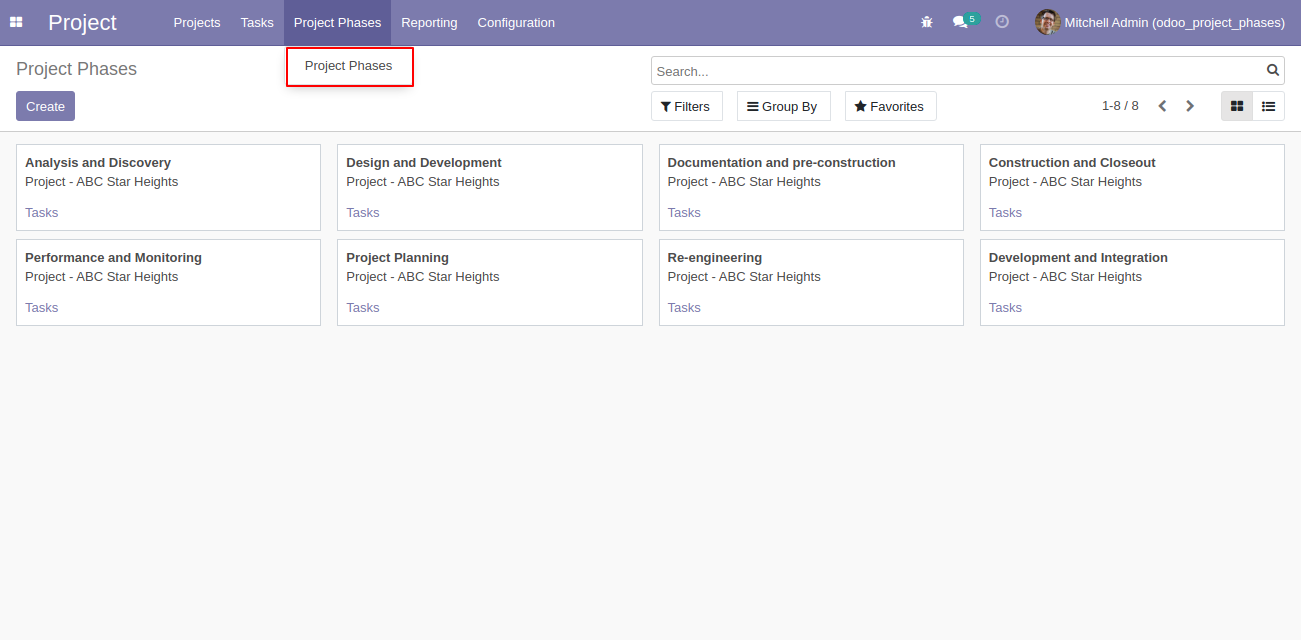 Project Projects Tasks Project Phases Reporting Configuration 5 Mitchell Admin (odoo_project_phases)
Project Phases
Project Phases
Search...
Create
Filters Group By Favorites 1-8 / 8
Analysis and Discovery
Project - ABC Star Heights
Tasks
Design and Development
Project - ABC Star Heights
Tasks
Documentation and pre-construction
Project - ABC Star Heights
Tasks
Construction and Closeout
Project - ABC Star Heights
Tasks
Performance and Monitoring
Project - ABC Star Heights
Tasks
Project Planning
Project - ABC Star Heights
Tasks
Re-engineering
Project - ABC Star Heights
Tasks
Development and Integration
Project - ABC Star Heights
Tasks